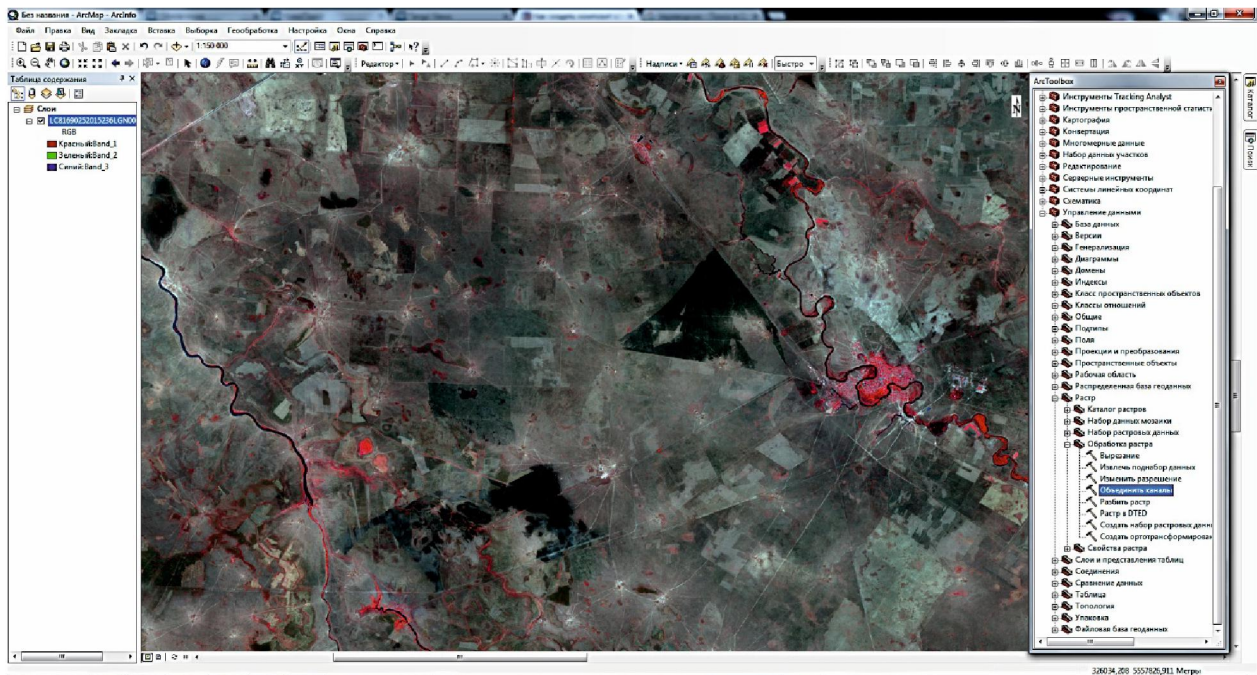 Без названия - ArcMap - ArcInfo
Файл Правка Вид Закладка Вставка Выборка Геообработка Настройка Окна Справка
1:150 000
Редактор
Надписи
Быстро
Таблица содержания
Слои
LC81690252015236LGN00
RGB
Красный:Band_1
Зеленый:Band_2
Синий:Band_3
N
ArcToolbox
Инструменты Tracking Analyst
Инструменты пространственной статисти
Картография
Конвертация
Многомерные данные
Набор данных участков
Редактирование
Серверные инструменты
Системы линейных координат
Схематика
Управление данными
База данных
Версии
Генерализация
Диаграммы
Домены
Индексы
Класс пространственных объектов
Классы отношений
Общие
Подтипы
Поля
Проекции и преобразования
Пространственные объекты
Рабочая область
Распределенная база геоданных
Растр
Каталог растров
Набор данных мозаики
Набор растровых данных
Обработка растра
Вырезание
Извлечь поднабор данных
Изменить разрешение
Объединить каналы
Разбить растр
Растр в DTED
Создать набор растровых данн
Создать ортотрансформирован
Свойства растра
Слои и представления таблиц
Соединения
Сравнение данных
Таблица
Топология
Упаковка
Файловая база геоданных
Каталог
Поиск
326034,208 5557826,911 Метры